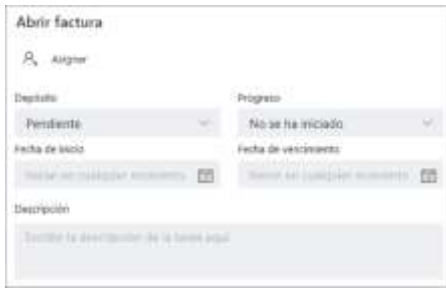 Abrir factura
Asignar
Depósito
Progreso
Pendiente
No se ha iniciado
Fecha de inicio
Fecha de vencimiento
Iniciar en cualquier momento
Vencer en cualquier momento
Descripción
Escribir la descripción de la tarea aquí